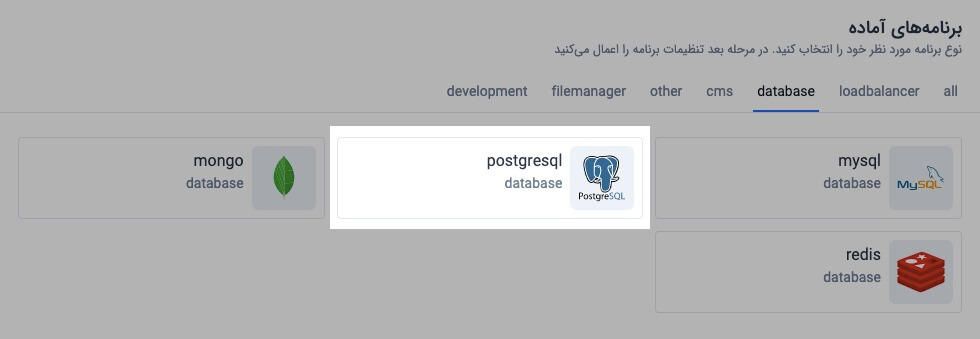 برنامه‌های آماده
نوع برنامه مورد نظر خود را انتخاب کنید. در مرحله بعد تنظیمات برنامه را اعمال می‌کنید
all loadbalancer database cms other filemanager development
mysql
database
MySQL
postgresql
database
PostgreSQL
mongo
database
redis
database